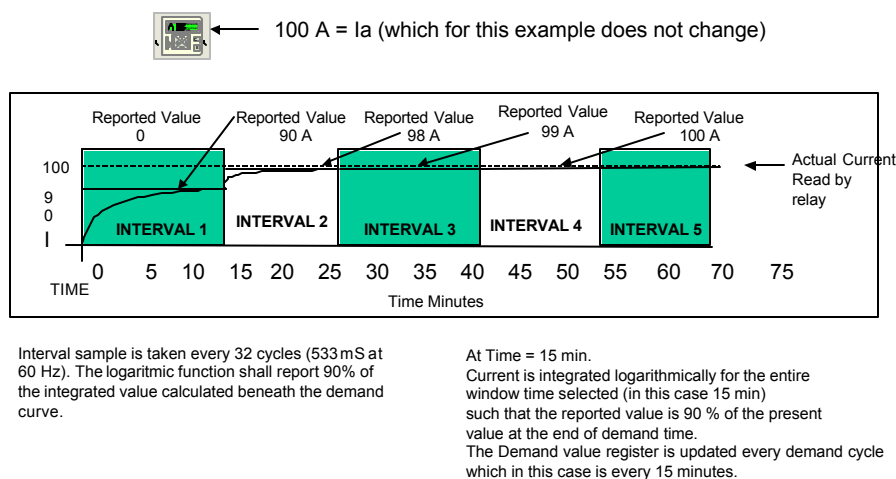 100 A = Ia (which for this example does not change)
Reported Value
0
Reported Value
90 A
Reported Value
98 A
Reported Value
99 A
Reported Value
100 A
100
9
0
I
Actual Current
Read by
relay
INTERVAL 1
INTERVAL 2
INTERVAL 3
INTERVAL 4
INTERVAL 5
0 5 10 15 20 25 30 35 40 45 50 55 60 70 75
TIME
Time Minutes
Interval sample is taken every 32 cycles (533 mS at
60 Hz). The logaritmic function shall report 90% of
the integrated value calculated beneath the demand
curve.
At Time = 15 min.
Current is integrated logarithmically for the entire
window time selected (in this case 15 min)
such that the reported value is 90 % of the present
value at the end of demand time.
The Demand value register is updated every demand cycle
which in this case is every 15 minutes.